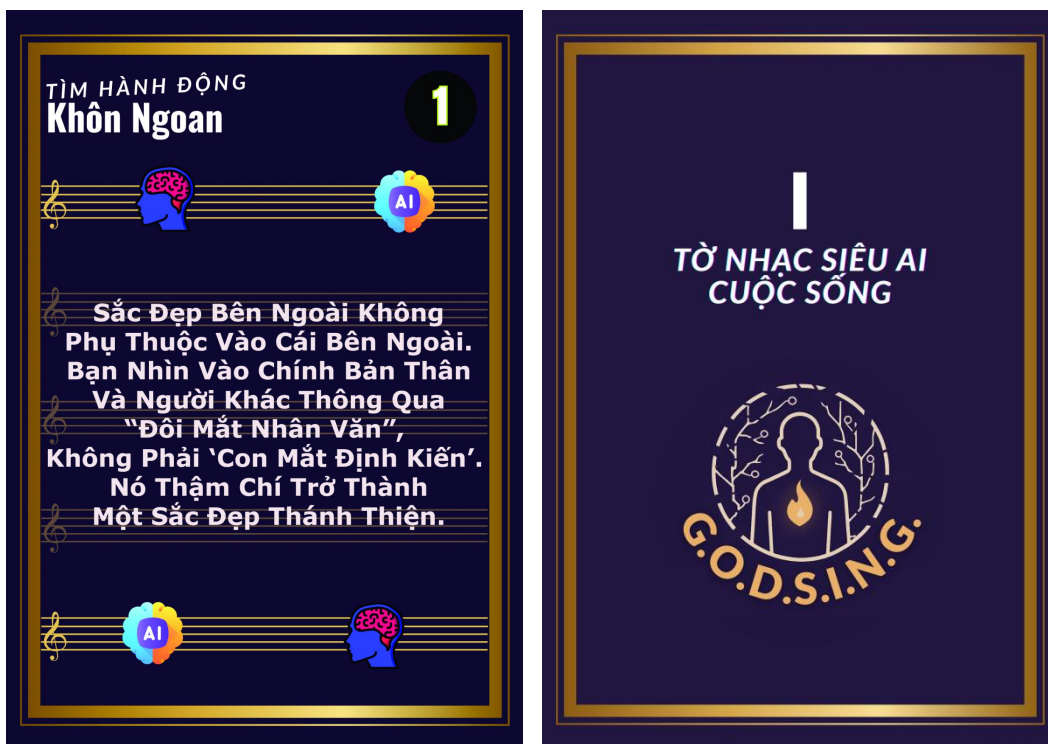 TÌM HÀNH ĐỘNG
Khôn Ngoan
1
AI
Sắc Đẹp Bên Ngoài Không
Phụ Thuộc Vào Cái Bên Ngoài.
Bạn Nhìn Vào Chính Bản Thân
Và Người Khác Thông Qua
“Đôi Mắt Nhân Văn”,
Không Phải ‘Con Mắt Định Kiến’.
Nó Thậm Chí Trở Thành
Một Sắc Đẹp Thánh Thiện.
AI
I
TỜ NHẠC SIÊU AI
CUỘC SỐNG
G.O.D.S.I.N.G.